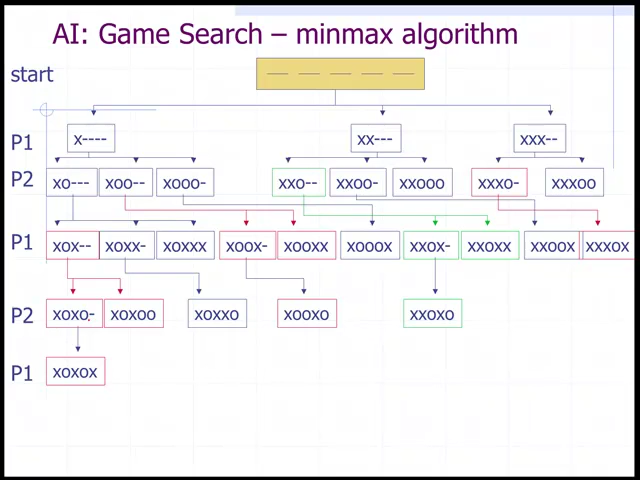 AI: Game Search – minmax algorithm
start — — — — —
P1 x---- xx--- xxx--
P2 xo--- xoo-- xooo- xxo-- xxoo- xxooo xxxo- xxxoo
P1 xox-- xoxx- xoxxx xoox- xooxx xooox xxox- xxoxx xxoox xxxox
P2 xoxo- xoxoo xoxxo xooxo xxoxo
P1 xoxox